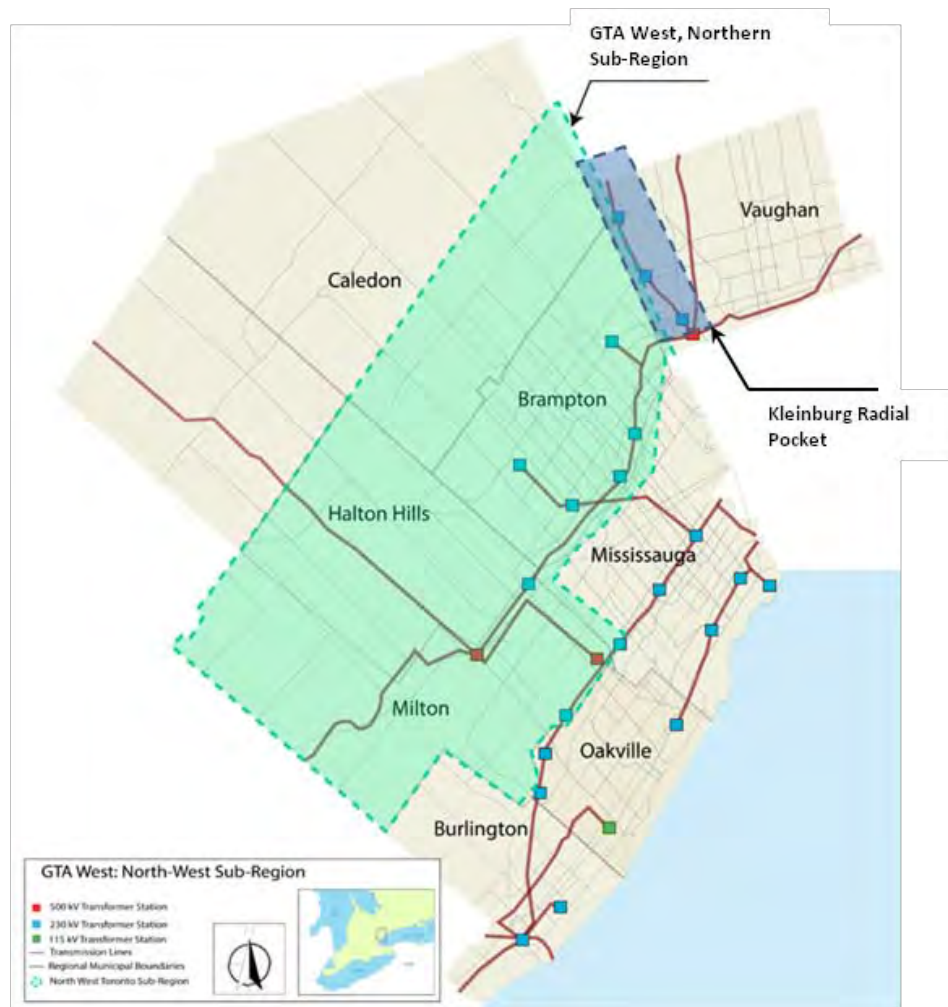 GTA West, Northern
Sub-Region
Vaughan
Caledon
Brampton
Kleinburg Radial
Pocket
Halton Hills
Mississauga
Milton
Oakville
Burlington
GTA West: North-West Sub-Region
500 kV Transformer Station
230 kV Transformer Station
115 kV Transformer Station
Transmission Lines
Regional Municipal Boundaries
North West Toronto Sub-Region